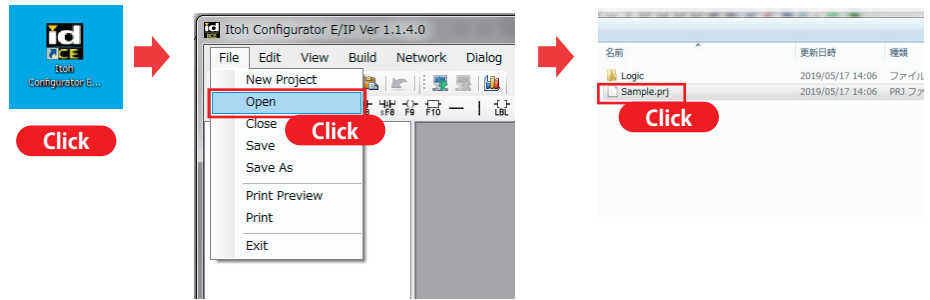 id
CE
Itoh
Configurator E...
Click
id
CE
Itoh Configurator E/IP Ver 1.1.4.0
File Edit View Build Network Dialog
New Project
Open
Close
Save
Save As
Print Preview
Print
Exit
F8 sF8 F9 F10 LBL
Click
名前 更新日時 種類
Logic 2019/05/17 14:06 ファイル
Sample.prj 2019/05/17 14:06 PRJ ファ
Click